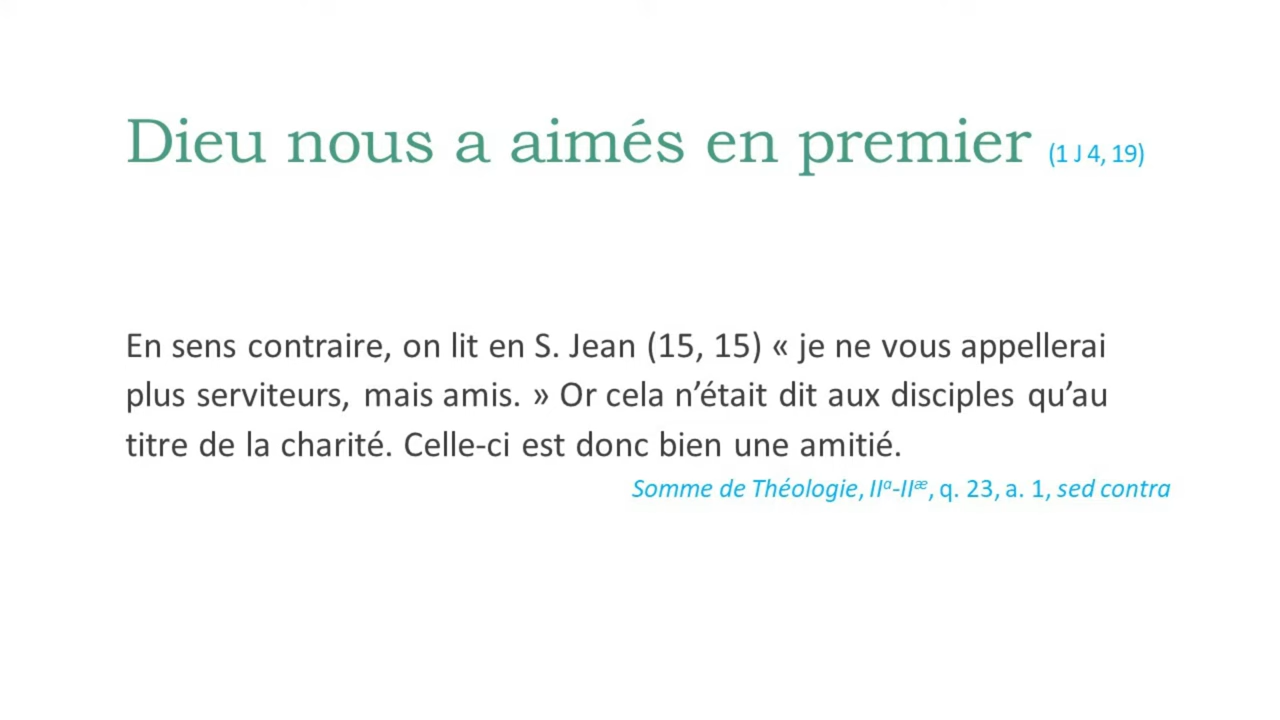 Dieu nous a aimés en premier (1 J 4, 19)
En sens contraire, on lit en S. Jean (15, 15) « je ne vous appellerai
plus serviteurs, mais amis. » Or cela n’était dit aux disciples qu’au
titre de la charité. Celle-ci est donc bien une amitié.
Somme de Théologie, IIᵃ-IIᵆ, q. 23, a. 1, sed contra